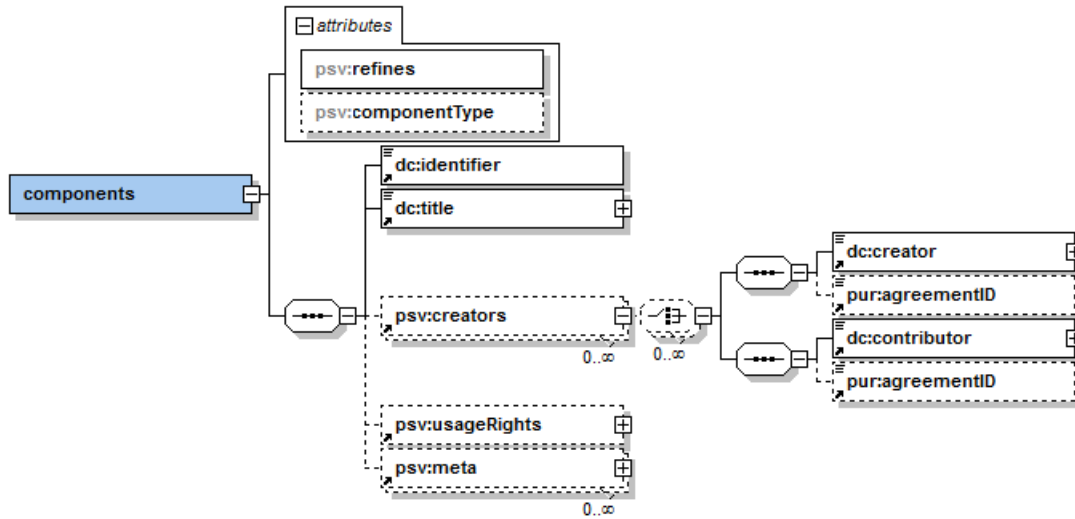 attributes
psv:refines
psv:componentType
components
dc:identifier
dc:title
psv:creators
0..∞
0..∞
dc:creator
pur:agreementID
dc:contributor
pur:agreementID
psv:usageRights
psv:meta
0..∞